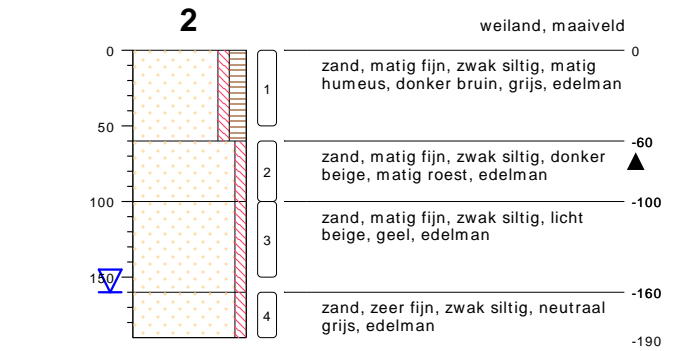 2
weiland, maaiveld
0
0
zand, matig fijn, zwak siltig, matig
humeus, donker bruin, grijs, edelman
1
50
-60
zand, matig fijn, zwak siltig, donker
beige, matig roest, edelman
2
100
-100
zand, matig fijn, zwak siltig, licht
beige, geel, edelman
3
150
-160
zand, zeer fijn, zwak siltig, neutraal
grijs, edelman
4
-190